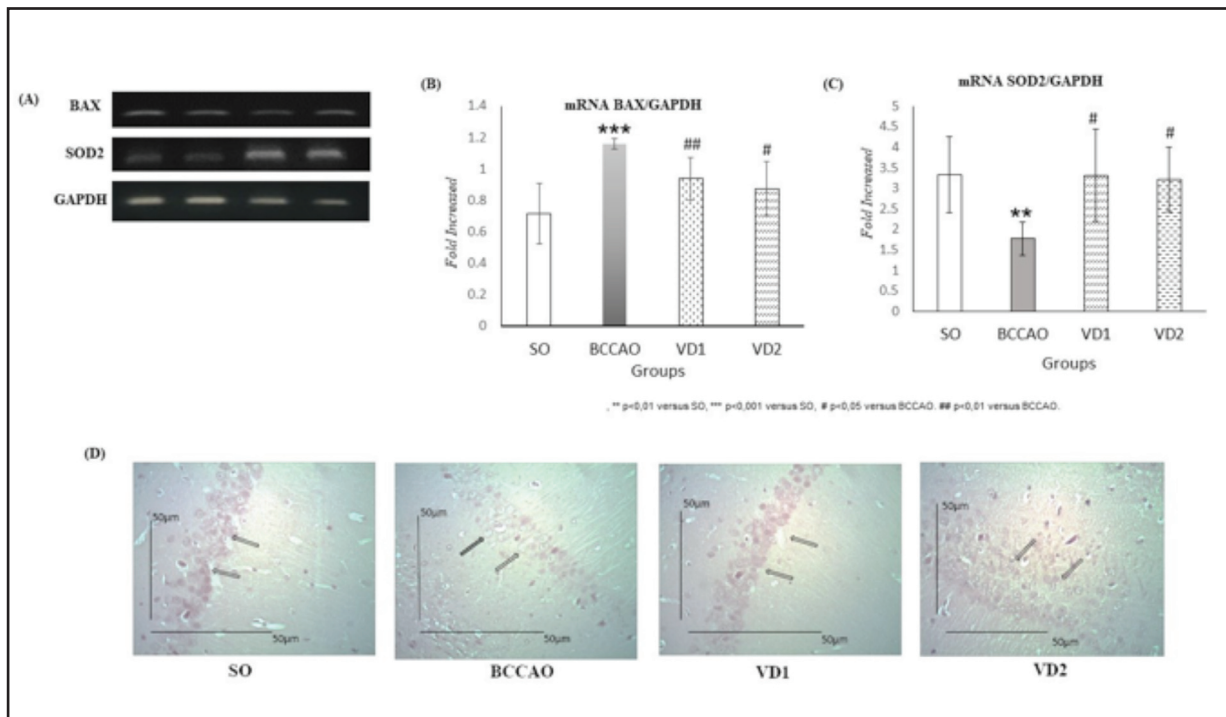 (A)
BAX
SOD2
GAPDH
(B)
mRNA BAX/GAPDH
Fold Increased
1.4
1.2
1
0.8
0.6
0.4
0.2
0
***
##
#
SO BCCAO VD1 VD2
Groups
(C)
mRNA SOD2/GAPDH
Fold Increased
5
4.5
4
3.5
3
2.5
2
1.5
1
0.5
0
**
#
#
SO BCCAO VD1 VD2
Groups
, ** p<0,01 versus SO, *** p<0,001 versus SO, # p<0,05 versus BCCAO. ## p<0,01 versus BCCAO.
(D)
50µm
50µm
SO
50µm
50µm
BCCAO
50µm
50µm
VD1
50µm
50µm
VD2